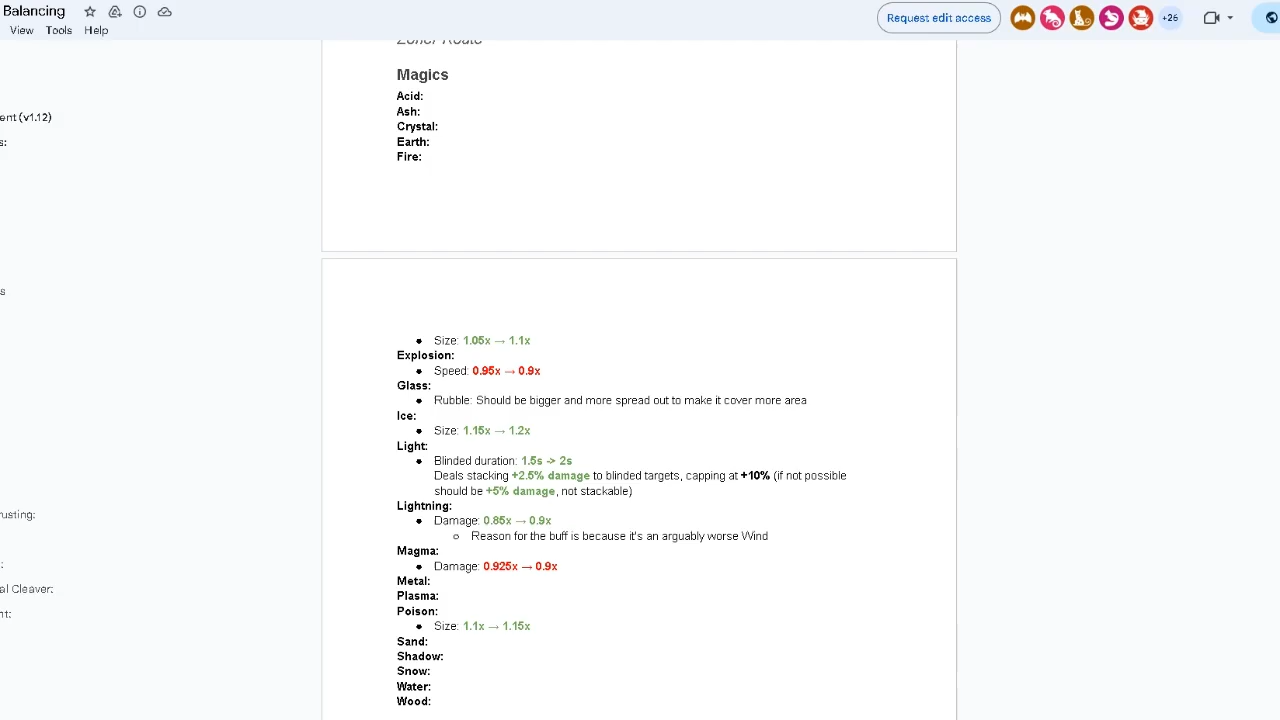 Balancing
Request edit access
+26
View Tools Help
Zoner Route
Magics
Acid:
Ash:
Crystal:
Earth:
Fire:
ent (v1.12)
s:
s
rusting:
:
al Cleaver:
nt:
● Size: 1.05x → 1.1x
Explosion:
● Speed: 0.95x → 0.9x
Glass:
● Rubble: Should be bigger and more spread out to make it cover more area
Ice:
● Size: 1.15x → 1.2x
Light:
● Blinded duration: 1.5s -> 2s
Deals stacking +2.5% damage to blinded targets, capping at +10% (if not possible
should be +5% damage, not stackable)
Lightning:
● Damage: 0.85x → 0.9x
○ Reason for the buff is because it's an arguably worse Wind
Magma:
● Damage: 0.925x → 0.9x
Metal:
Plasma:
Poison:
● Size: 1.1x → 1.15x
Sand:
Shadow:
Snow:
Water:
Wood: